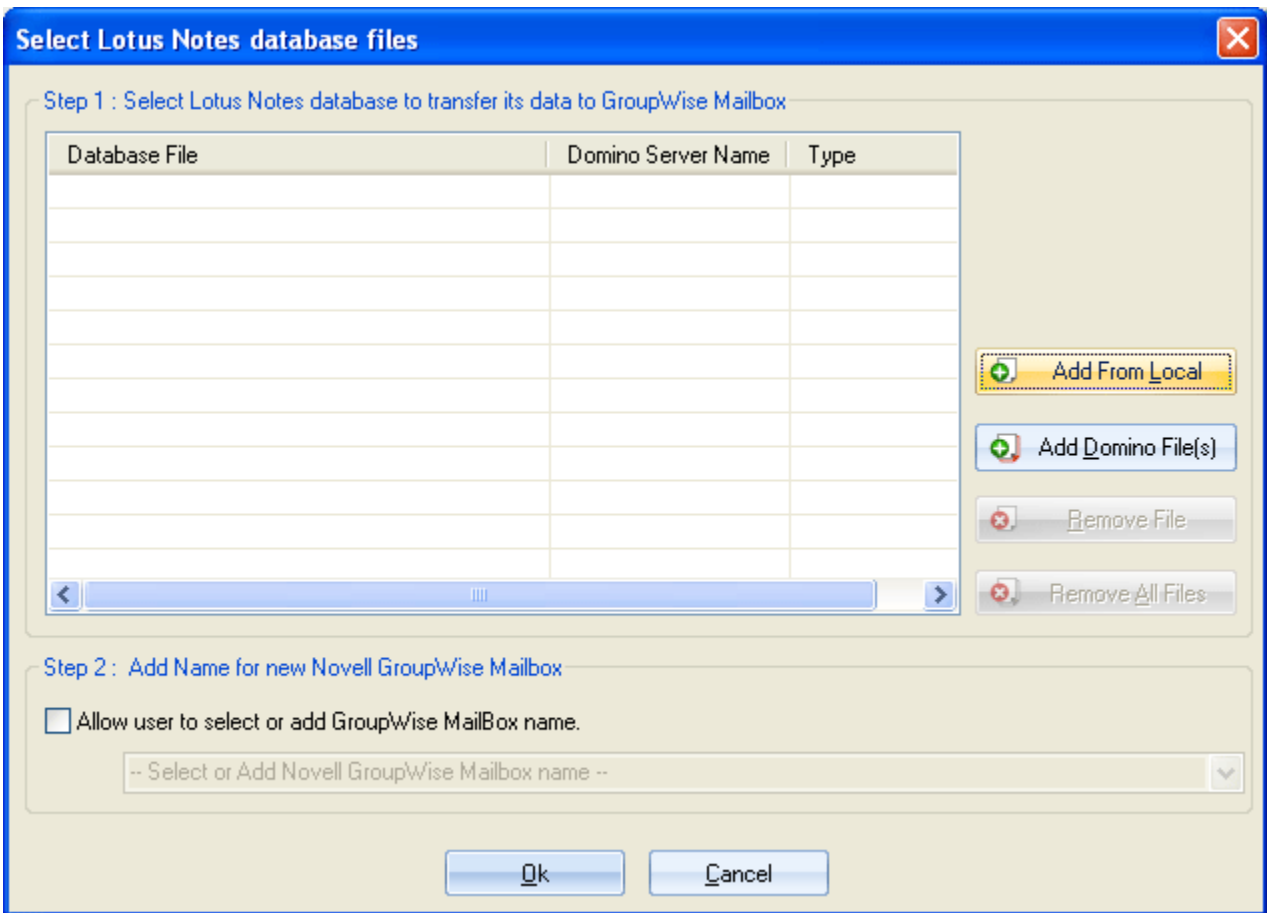 Select Lotus Notes database files
Step 1 : Select Lotus Notes database to transfer its data to GroupWise Mailbox
Database File Domino Server Name Type
Add From Local
Add Domino File(s)
Remove File
Remove All Files
Step 2 : Add Name for new Novell GroupWise Mailbox
Allow user to select or add GroupWise MailBox name.
-- Select or Add Novell GroupWise Mailbox name --
Ok Cancel